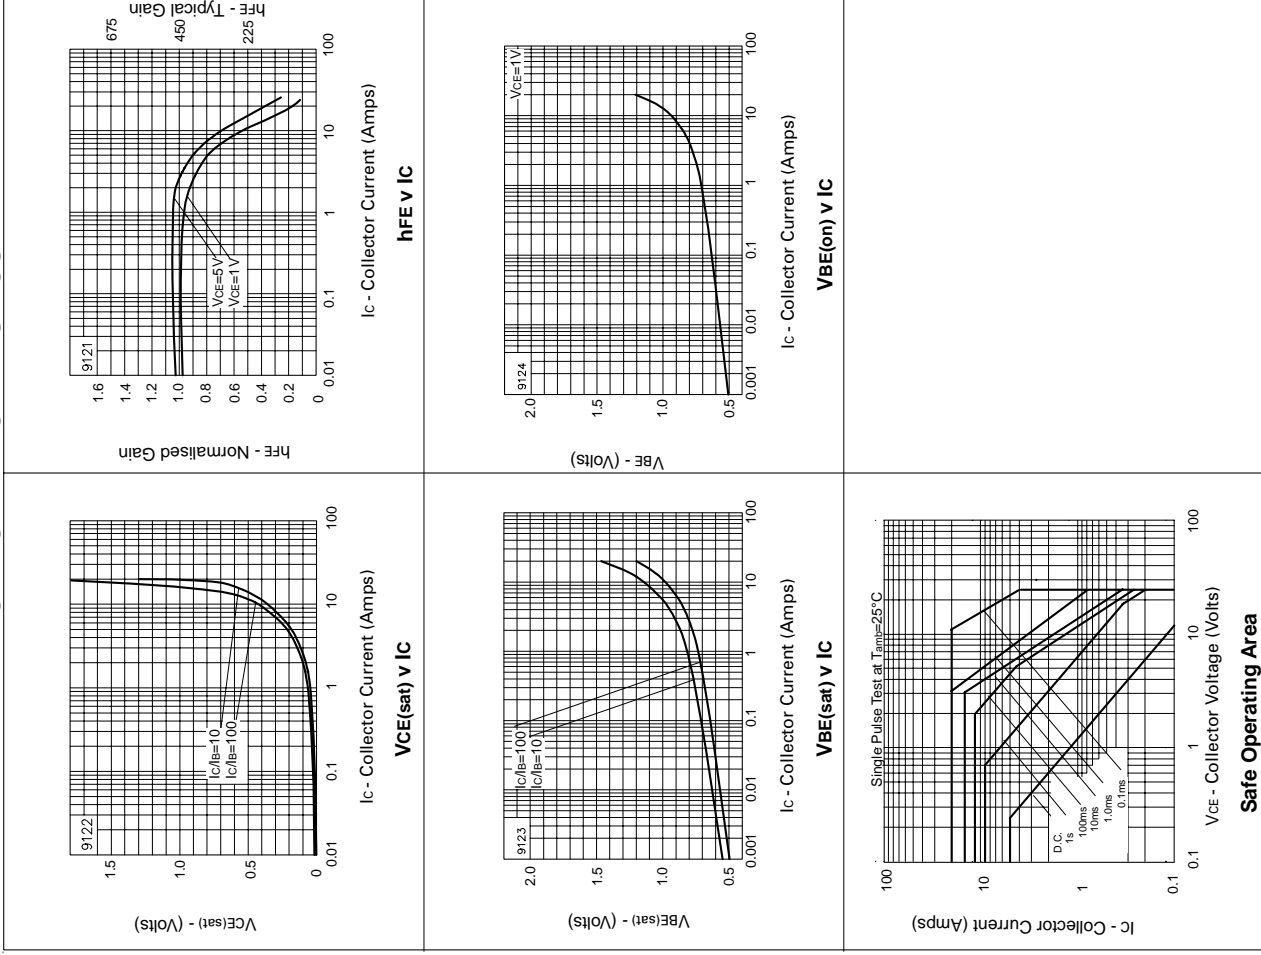 9122
VCE(sat) - (Volts)
1.5
1.0
0.5
0
IC/IB=10
IC/IB=100
0.01
0.1
1
10
100
IC - Collector Current (Amps)
VCE(sat) v IC
9121
hFE - Normalised Gain
1.6
1.4
1.2
1.0
0.8
0.6
0.4
0.2
0
VCE=5V
VCE=1V
hFE - Typical Gain
675
450
225
0.01
0.1
1
10
100
IC - Collector Current (Amps)
hFE v IC
9123
VBE(sat) - (Volts)
2.0
1.5
1.0
0.5
IC/IB=100
IC/IB=10
0.001
0.01
0.1
1
10
100
IC - Collector Current (Amps)
VBE(sat) v IC
9124
VBE - (Volts)
2.0
1.5
1.0
0.5
VCE=1V
0.001
0.01
0.1
1
10
100
IC - Collector Current (Amps)
VBE(on) v IC
Single Pulse Test at Tamb=25°C
IC - Collector Current (Amps)
100
10
1
0.1
D.C.
1s
100ms
10ms
1.0ms
0.1ms
0.1
1
10
100
VCE - Collector Voltage (Volts)
Safe Operating Area